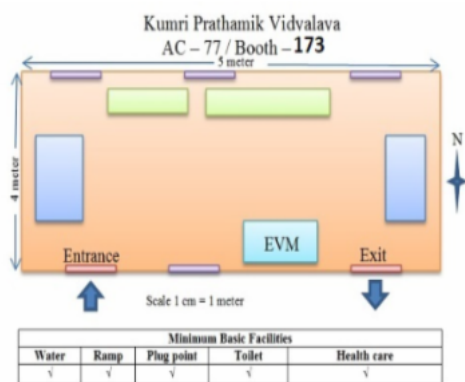 Kumri Prathamik Vidvalava
AC – 77 / Booth – 173
5 meter
4 meter
N
EVM
Entrance
Exit
Scale 1 cm = 1 meter
Minimum Basic Facilities
Water Ramp Plug point Toilet Health care
√ √ √ √ √